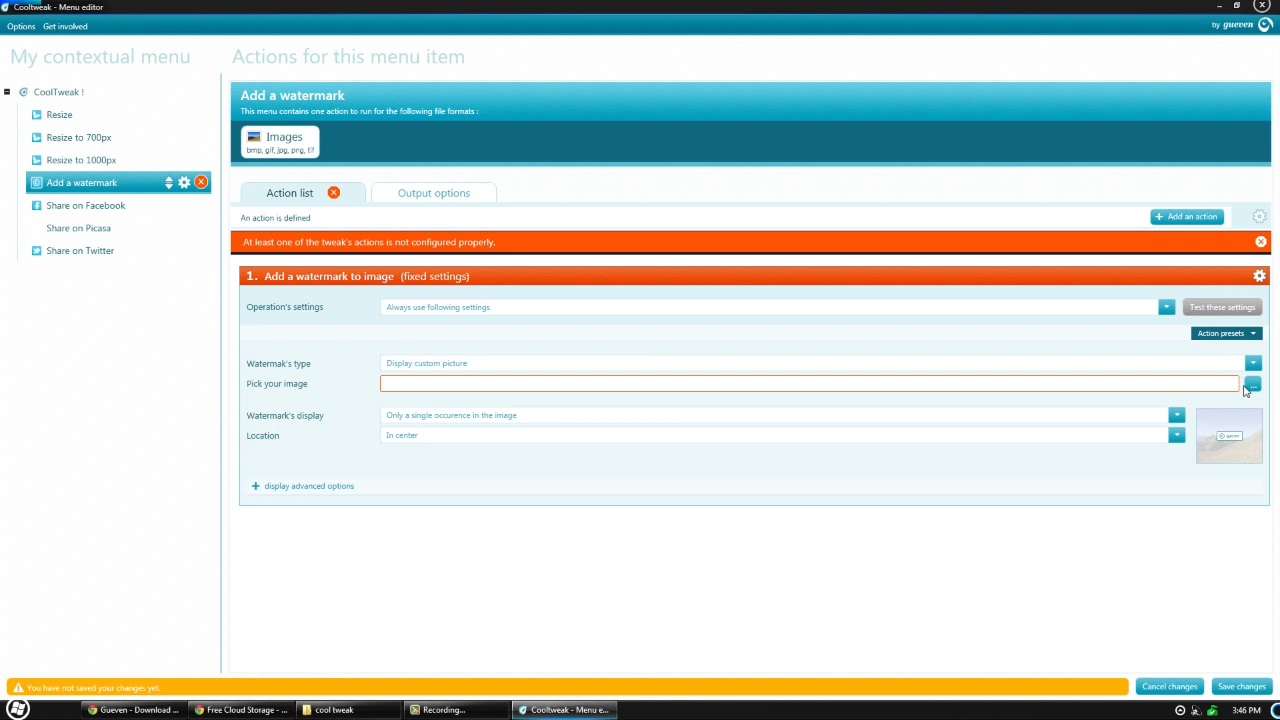 Cooltweak - Menu editor
Options Get involved
by gueven
My contextual menu
Actions for this menu item
CoolTweak !
Resize
Resize to 700px
Resize to 1000px
Add a watermark
Share on Facebook
Share on Picasa
Share on Twitter
Add a watermark
This menu contains one action to run for the following file formats :
Images
bmp, gif, jpg, png, tif
Action list
Output options
An action is defined
Add an action
At least one of the tweak's actions is not configured properly.
1. Add a watermark to image (fixed settings)
Operation's settings
Always use following settings
Test these settings
Action presets
Watermak's type
Display custom picture
Pick your image
...
Watermark's display
Only a single occurence in the image
Location
In center
gueven
+ display advanced options
You have not saved your changes yet.
Cancel changes
Save changes
Gueven - Download ...
Free Cloud Storage - ...
cool tweak
Recording...
Cooltweak - Menu e...
3:46 PM